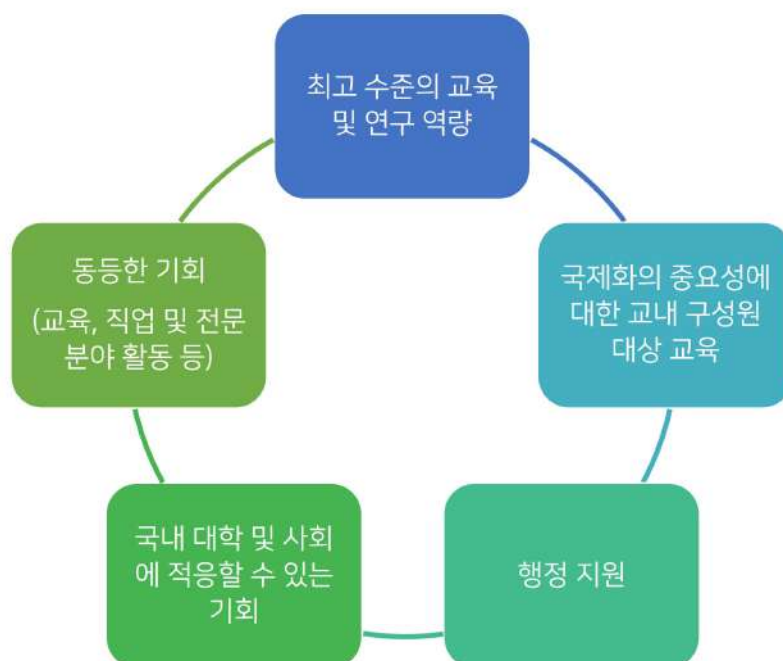 최고 수준의 교육
및 연구 역량
국제화의 중요성에
대한 교내 구성원
대상 교육
행정 지원
국내 대학 및 사회
에 적응할 수 있는
기회
동등한 기회
(교육, 직업 및 전문
분야 활동 등)